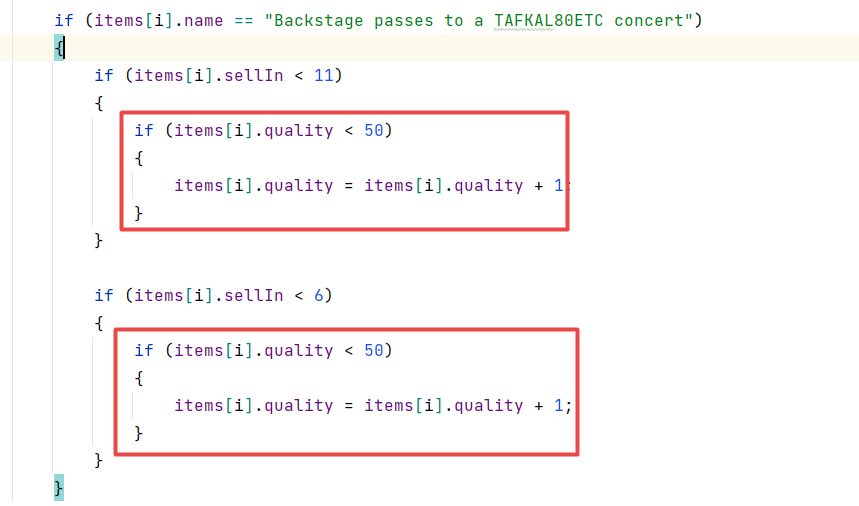 if (items[i].name == "Backstage passes to a TAFKAL80ETC concert")
{
if (items[i].sellIn < 11)
{
if (items[i].quality < 50)
{
items[i].quality = items[i].quality + 1;
}
}
if (items[i].sellIn < 6)
{
if (items[i].quality < 50)
{
items[i].quality = items[i].quality + 1;
}
}
}